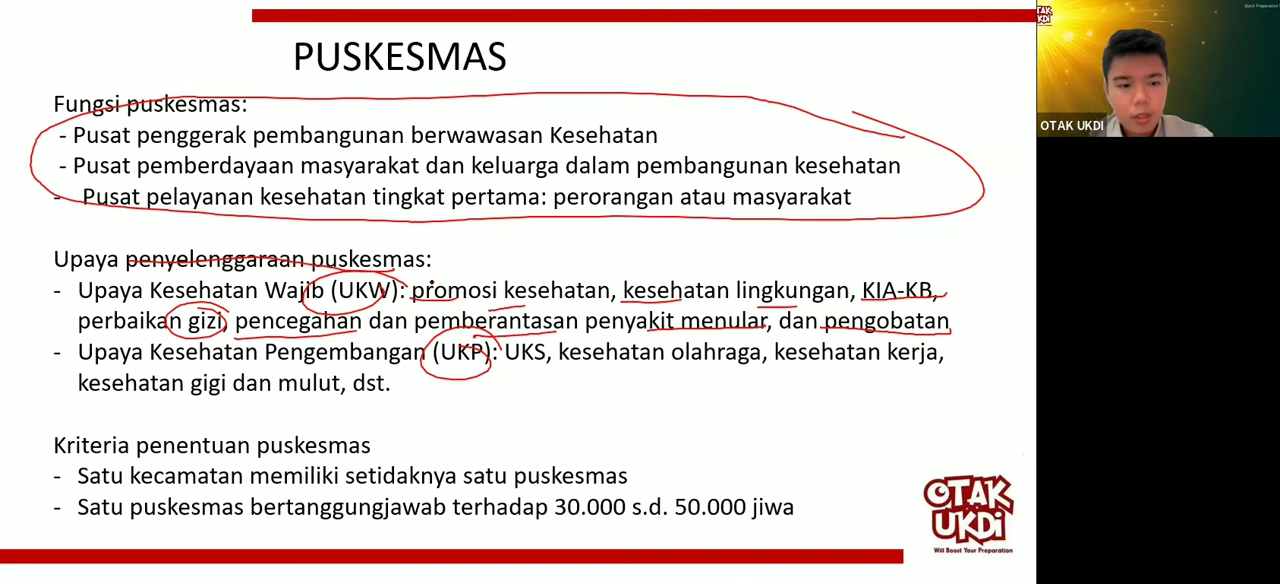 PUSKESMAS
Fungsi puskesmas:
- Pusat penggerak pembangunan berwawasan Kesehatan
- Pusat pemberdayaan masyarakat dan keluarga dalam pembangunan kesehatan
- Pusat pelayanan kesehatan tingkat pertama: perorangan atau masyarakat
Upaya penyelenggaraan puskesmas:
- Upaya Kesehatan Wajib (UKW): promosi kesehatan, kesehatan lingkungan, KIA-KB,
perbaikan gizi, pencegahan dan pemberantasan penyakit menular, dan pengobatan
- Upaya Kesehatan Pengembangan (UKP): UKS, kesehatan olahraga, kesehatan kerja,
kesehatan gigi dan mulut, dst.
Kriteria penentuan puskesmas
- Satu kecamatan memiliki setidaknya satu puskesmas
- Satu puskesmas bertanggungjawab terhadap 30.000 s.d. 50.000 jiwa
OTAK
UKDI
Will Boost Your Preparation
OTAK UKDI